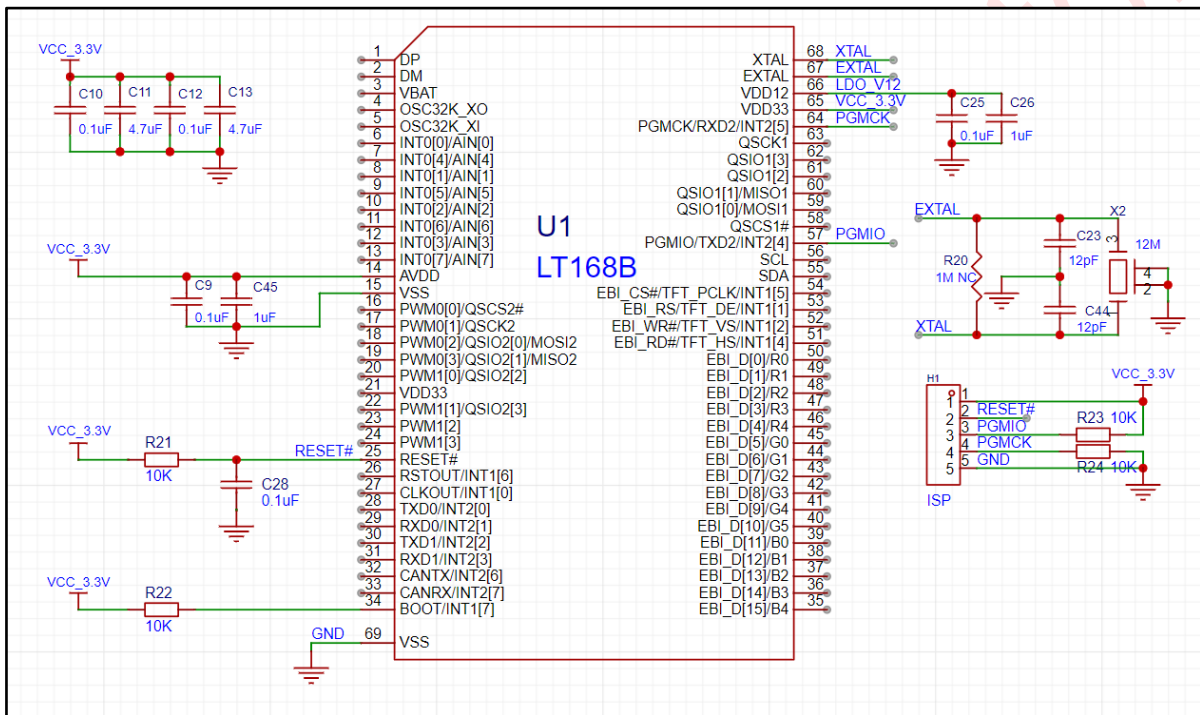 VCC_3.3V
C10
0.1uF
C11
4.7uF
C12
0.1uF
C13
4.7uF
VCC_3.3V
C9
0.1uF
C45
1uF
VCC_3.3V
R21
10K
RESET#
C28
0.1uF
VCC_3.3V
R22
10K
GND
U1
LT168B
1 DP
2 DM
3 VBAT
4 OSC32K_XO
5 OSC32K_XI
6 INT0[0]/AIN[0]
7 INT0[4]/AIN[4]
8 INT0[1]/AIN[1]
9 INT0[5]/AIN[5]
10 INT0[2]/AIN[2]
11 INT0[6]/AIN[6]
12 INT0[3]/AIN[3]
13 INT0[7]/AIN[7]
14 AVDD
15 VSS
16 PWM0[0]/QSCS2#
17 PWM0[1]/QSCK2
18 PWM0[2]/QSIO2[0]/MOSI2
19 PWM0[3]/QSIO2[1]/MISO2
20 PWM1[0]/QSIO2[2]
21 VDD33
22 PWM1[1]/QSIO2[3]
23 PWM1[2]
24 PWM1[3]
25 RESET#
26 RSTOUT/INT1[6]
27 CLKOUT/INT1[0]
28 TXD0/INT2[0]
29 RXD0/INT2[1]
30 TXD1/INT2[2]
31 RXD1/INT2[3]
32 CANTX/INT2[6]
33 CANRX/INT2[7]
34 BOOT/INT1[7]
69 VSS
XTAL 68 XTAL
EXTAL 67 EXTAL
VDD12 66 LDO_V12
VDD33 65 VCC_3.3V
PGMCK/RXD2/INT2[5] 64 PGMCK
QSCK1 63
QSIO1[3] 62
QSIO1[2] 61
QSIO1[1]/MISO1 60
QSIO1[0]/MOSI1 59
QSCS1# 58
PGMIO/TXD2/INT2[4] 57 PGMIO
SCL 56
SDA 55
EBI_CS#/TFT_PCLK/INT1[5] 54
EBI_RS/TFT_DE/INT1[1] 53
EBI_WR#/TFT_VS/INT1[2] 52
EBI_RD#/TFT_HS/INT1[4] 51
EBI_D[0]/R0 50
EBI_D[1]/R1 49
EBI_D[2]/R2 48
EBI_D[3]/R3 47
EBI_D[4]/R4 46
EBI_D[5]/G0 45
EBI_D[6]/G1 44
EBI_D[7]/G2 43
EBI_D[8]/G3 42
EBI_D[9]/G4 41
EBI_D[10]/G5 40
EBI_D[11]/B0 39
EBI_D[12]/B1 38
EBI_D[13]/B2 37
EBI_D[14]/B3 36
EBI_D[15]/B4 35
C25
0.1uF
C26
1uF
EXTAL
R20
1M NC
C23
12pF
C44
12pF
X2
12M
3
4
2
1
XTAL
VCC_3.3V
H1
1 1
2 2 RESET#
3 3 PGMIO
4 4 PGMCK
5 5 GND
R23 10K
R24 10K
ISP